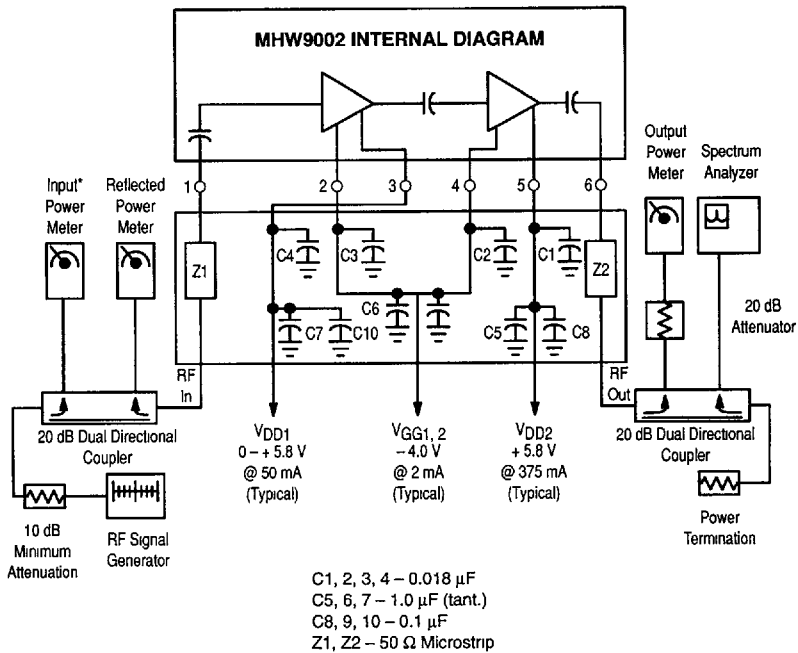 MHW9002 INTERNAL DIAGRAM
Output
Power
Meter
Spectrum
Analyzer
Input*
Power
Meter
Reflected
Power
Meter
1
2
3
4
5
6
Z1
C4
C3
C2
C1
Z2
C6
C7
C10
C5
C8
20 dB
Attenuator
RF
In
RF
Out
20 dB Dual Directional
Coupler
VDD1
0 – + 5.8 V
@ 50 mA
(Typical)
VGG1, 2
– 4.0 V
@ 2 mA
(Typical)
VDD2
+ 5.8 V
@ 375 mA
(Typical)
20 dB Dual Directional
Coupler
10 dB
Minimum
Attenuation
RF Signal
Generator
Power
Termination
C1, 2, 3, 4 – 0.018 µF
C5, 6, 7 – 1.0 µF (tant.)
C8, 9, 10 – 0.1 µF
Z1, Z2 – 50 Ω Microstrip